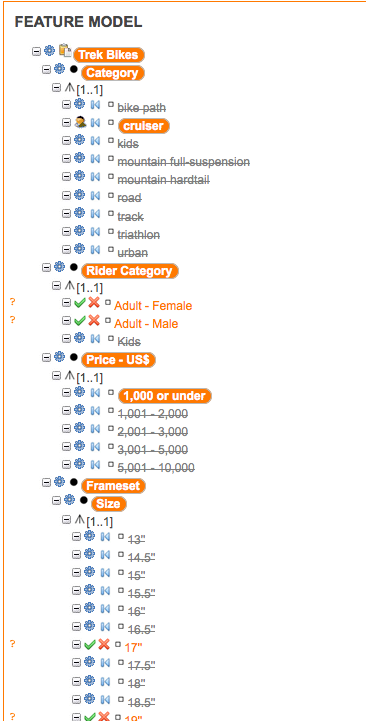 FEATURE MODEL
Trek Bikes
Category
[1..1]
bike path
cruiser
kids
mountain full-suspension
mountain hardtail
road
track
triathlon
urban
Rider Category
[1..1]
? Adult - Female
? Adult - Male
Kids
Price - US$
[1..1]
1,000 or under
1,001 - 2,000
2,001 - 3,000
3,001 - 5,000
5,001 - 10,000
Frameset
Size
[1..1]
13"
14.5"
15"
15.5"
16"
16.5"
? 17"
17.5"
18"
18.5"
? 19"